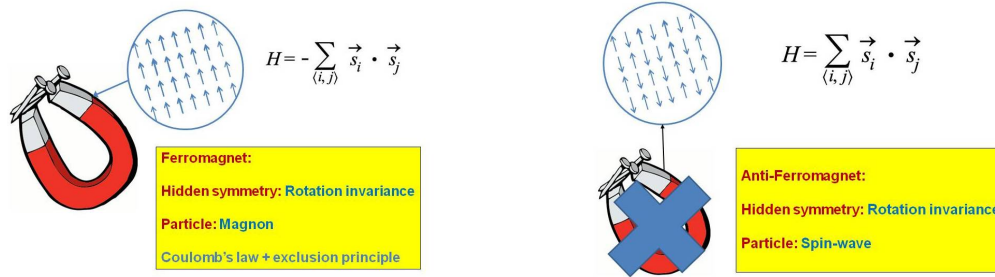 H = - ∑⟨i, j⟩ s⃗i • s⃗j
Ferromagnet:
Hidden symmetry: Rotation invariance
Particle: Magnon
Coulomb's law + exclusion principle
H = ∑⟨i, j⟩ s⃗i • s⃗j
Anti-Ferromagnet:
Hidden symmetry: Rotation invariance
Particle: Spin-wave